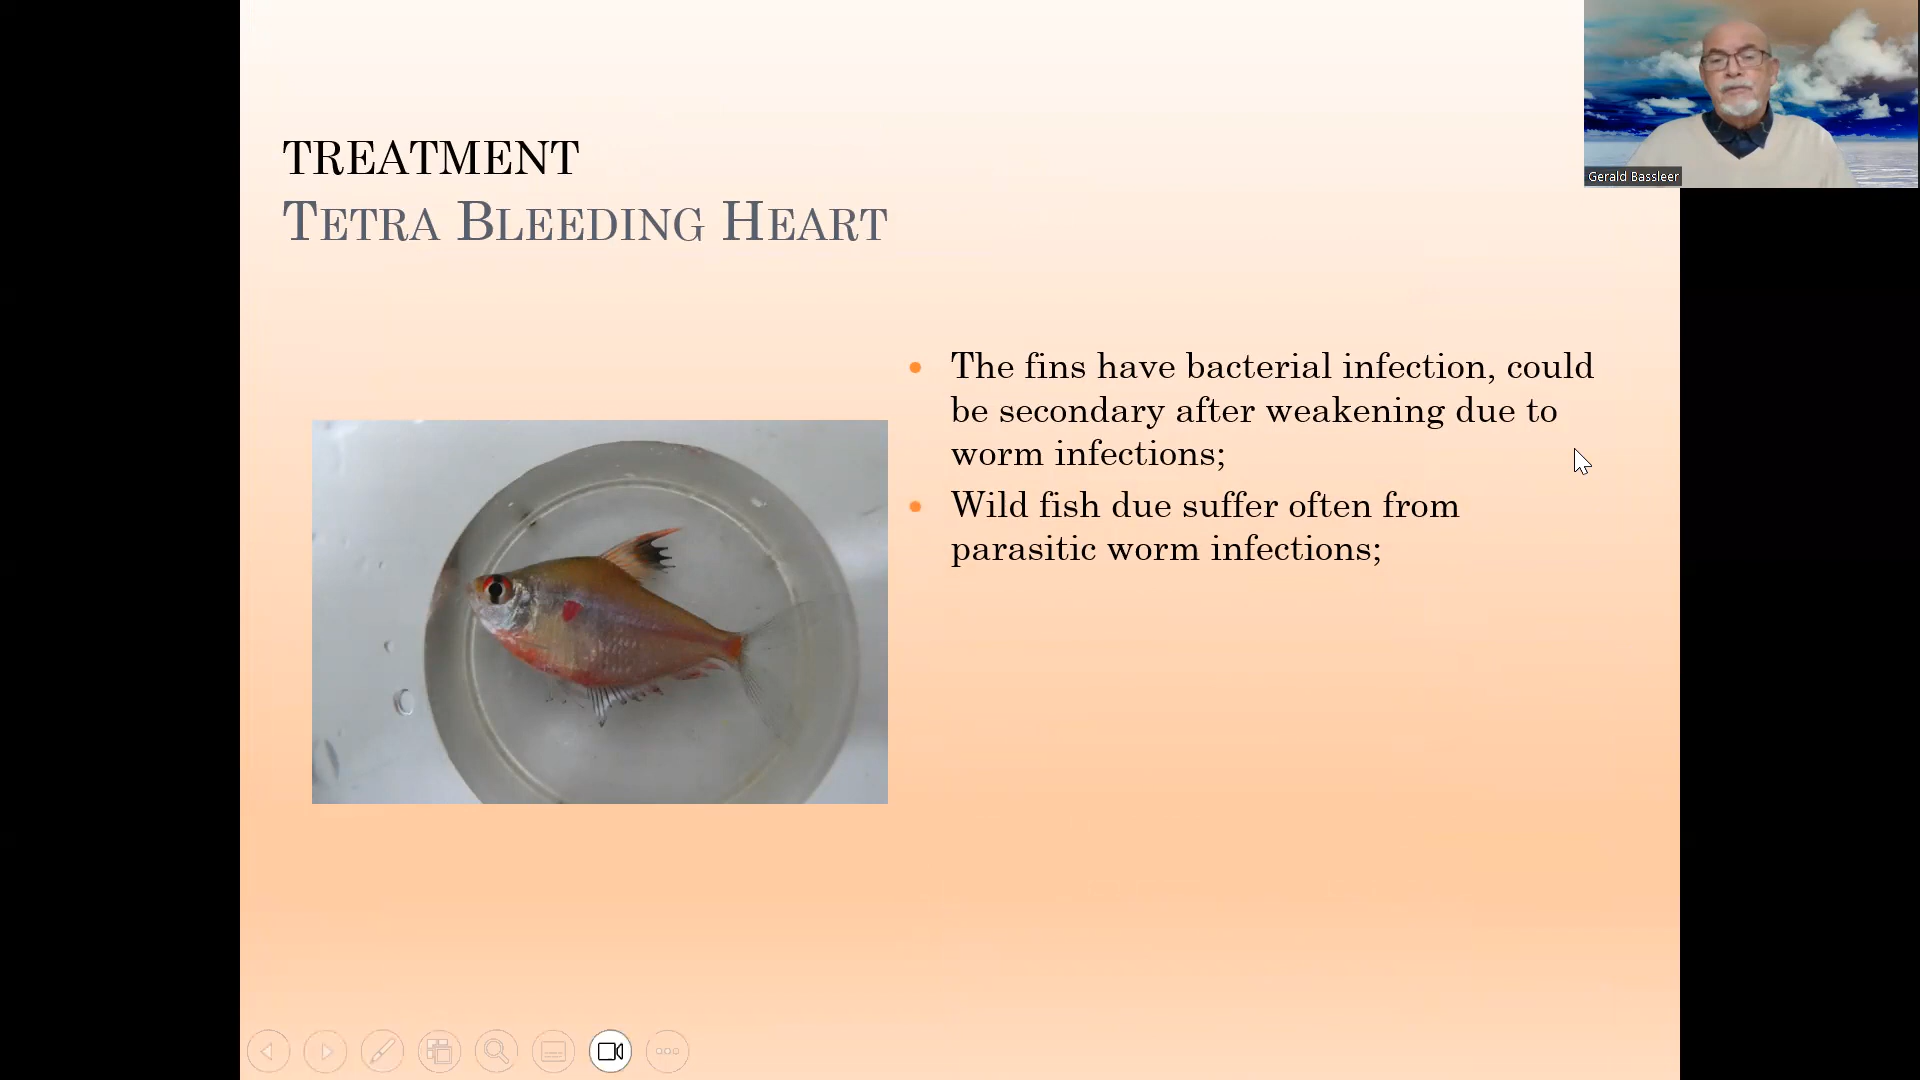 TREATMENT
TETRA BLEEDING HEART
The fins have bacterial infection, could
be secondary after weakening due to
worm infections;
Wild fish due suffer often from
parasitic worm infections;
Gerald Bassleer